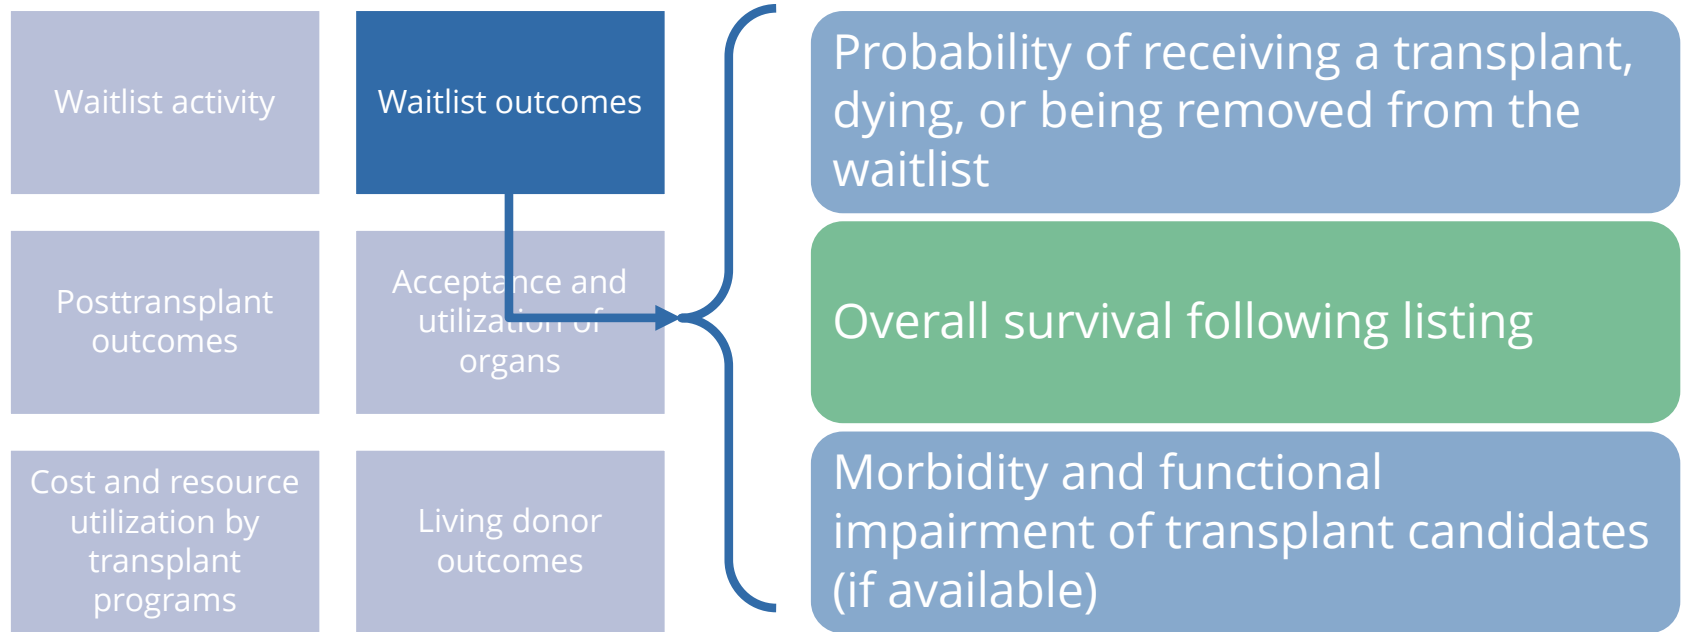 Waitlist activity
Waitlist outcomes
Posttransplant
outcomes
Acceptance and
utilization of
organs
Cost and resource
utilization by
transplant
programs
Living donor
outcomes
Probability of receiving a transplant,
dying, or being removed from the
waitlist
Overall survival following listing
Morbidity and functional
impairment of transplant candidates
(if available)